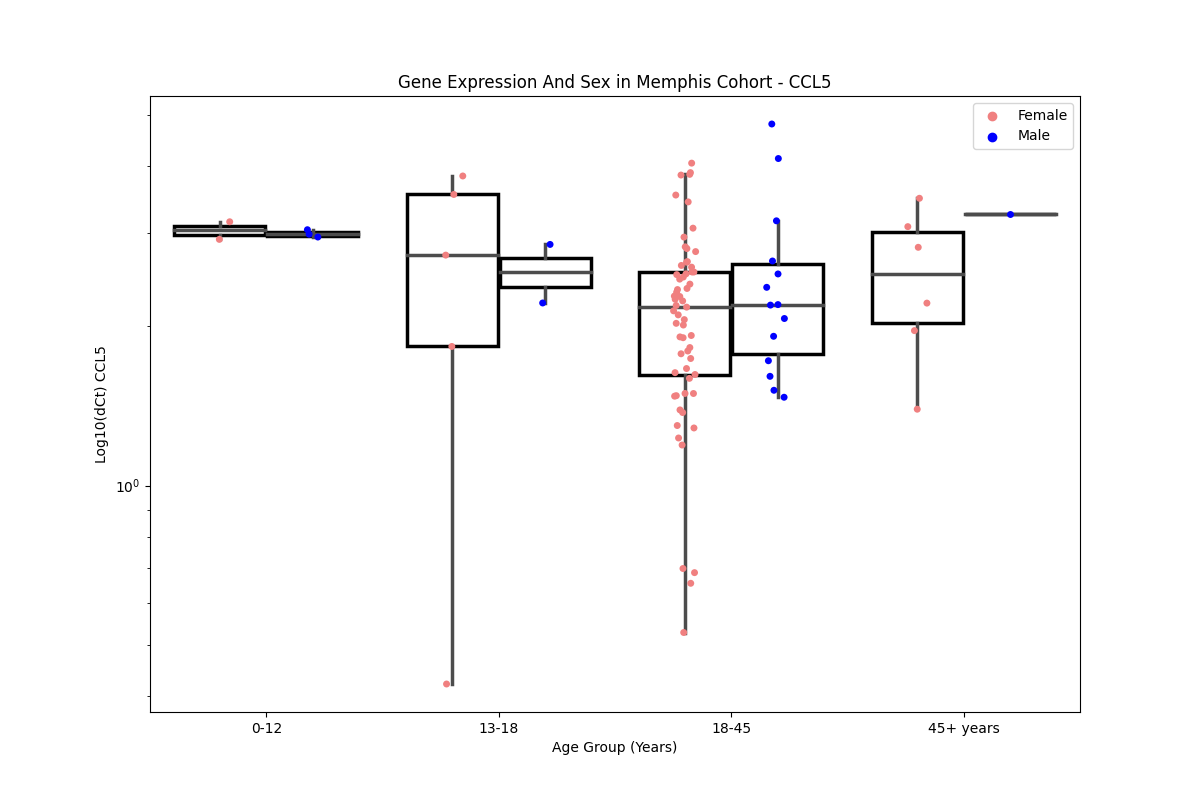 Gene Expression And Sex in Memphis Cohort - CCL5
Female
Male
Log10(dCt) CCL5
10^0
0-12
13-18
18-45
45+ years
Age Group (Years)